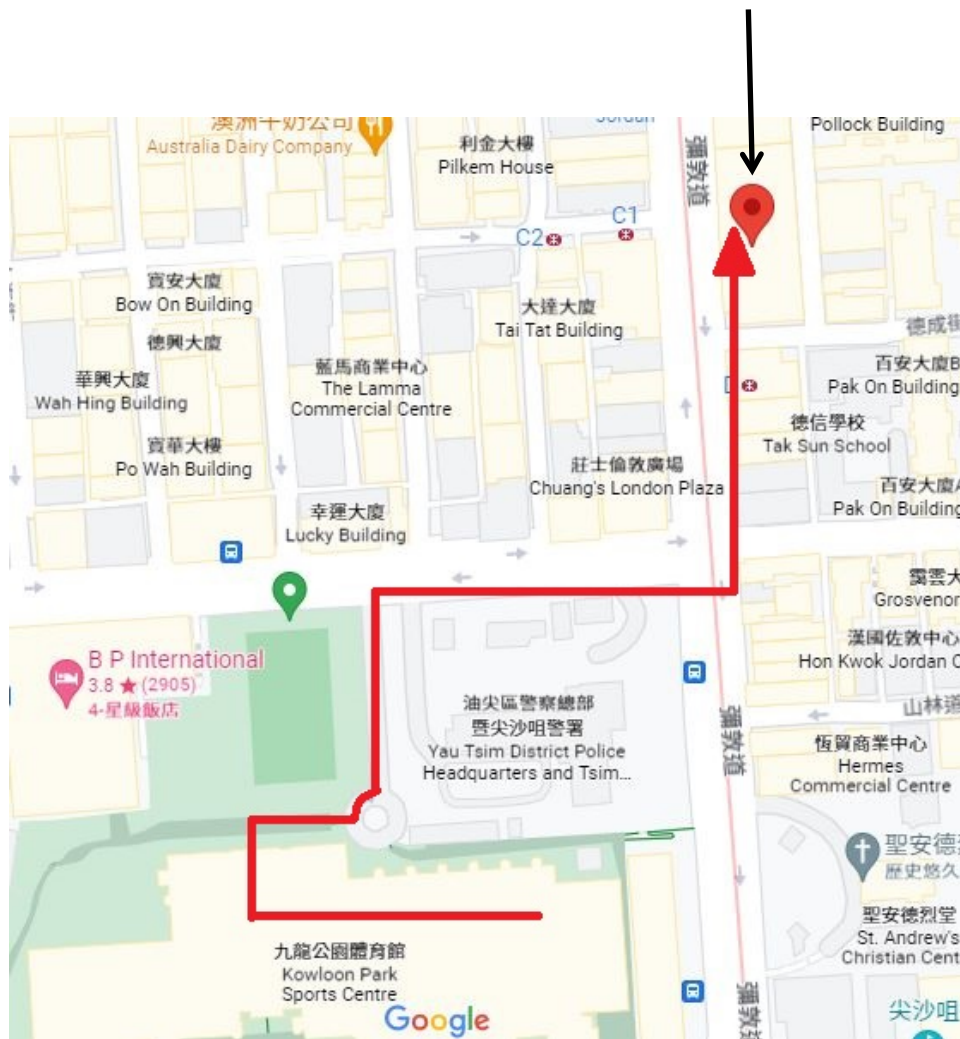 澳洲牛奶公司
Australia Dairy Company
利金大樓
Pilkem House
Jordan
彌敦道
Pollock Building
C1
C2
寶安大廈
Bow On Building
德興大廈
華興大廈
Wah Hing Building
寶華大樓
Po Wah Building
藍馬商業中心
The Lamma
Commercial Centre
大達大廈
Tai Tat Building
德成街
百安大廈B
Pak On Building
德信學校
Tak Sun School
莊士倫敦廣場
Chuang's London Plaza
百安大廈A
Pak On Building
幸運大廈
Lucky Building
靄雲大
Grosvenor
漢國佐敦中心
Hon Kwok Jordan C
B P International
3.8 ★ (2905)
4-星級飯店
油尖區警察總部
暨尖沙咀警署
Yau Tsim District Police
Headquarters and Tsim...
彌敦道
山林道
恆貿商業中心
Hermes
Commercial Centre
聖安德烈
歷史悠久
聖安德烈堂
St. Andrew's
Christian Cent
九龍公園體育館
Kowloon Park
Sports Centre
Google
彌敦道
尖沙咀